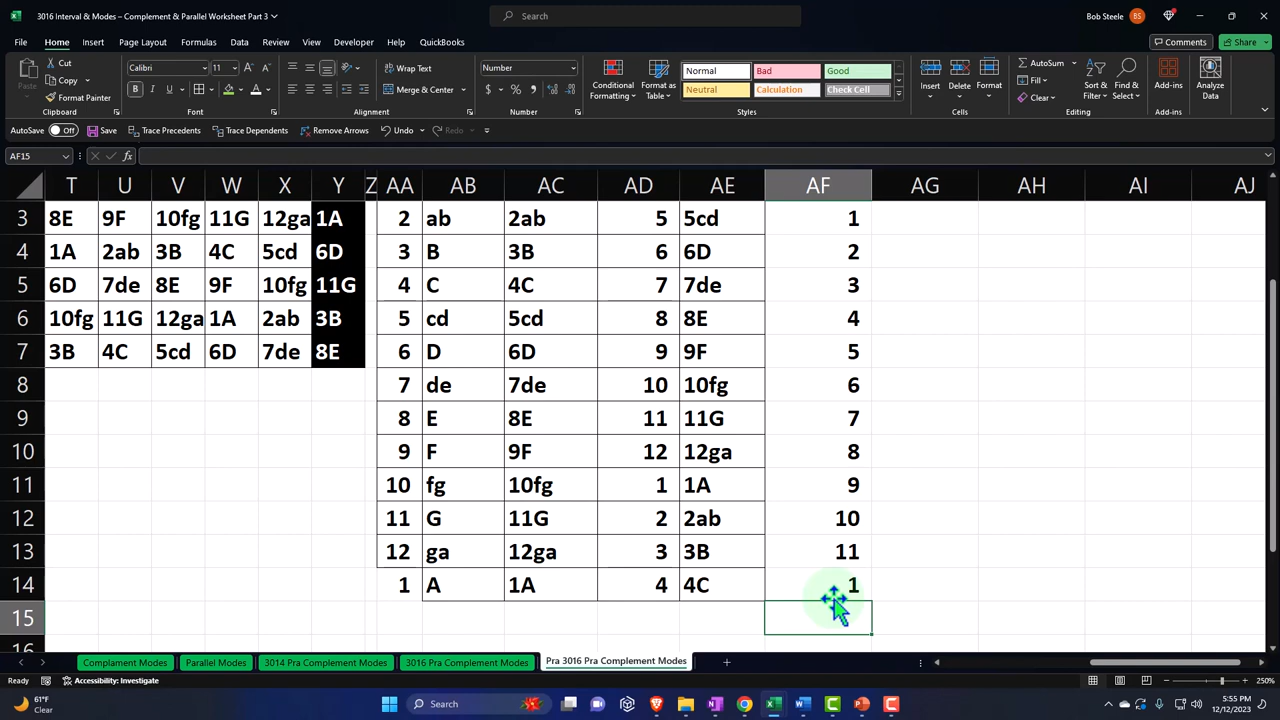 3016 Interval & Modes – Complement & Parallel Worksheet Part 3
Search
Bob Steele BS
File Home Insert Page Layout Formulas Data Review View Developer Automate Help QuickBooks
Comments Share
Cut
Copy
Format Painter
Paste
Clipboard
Calibri 11
B I U
Font
Wrap Text
Merge & Center
Alignment
Number
$ % ,
Number
Conditional Formatting
Format as Table
Normal Bad Good
Neutral Calculation Check Cell
Styles
Insert Delete Format
Cells
AutoSum
Fill
Clear
Sort & Filter
Find & Select
Editing
Add-ins
Add-ins
Analyze Data
AutoSave Off Save Trace Precedents Trace Dependents Remove Arrows Undo Redo
AF15 fx
T U V W X Y Z AA AB AC AD AE AF AG AH AI AJ
3 8E 9F 10fg 11G 12ga 1A 2 ab 2ab 5 5cd 1
4 1A 2ab 3B 4C 5cd 6D 3 B 3B 6 6D 2
5 6D 7de 8E 9F 10fg 11G 4 C 4C 7 7de 3
6 10fg 11G 12ga 1A 2ab 3B 5 cd 5cd 8 8E 4
7 3B 4C 5cd 6D 7de 8E 6 D 6D 9 9F 5
8 7 de 7de 10 10fg 6
9 8 E 8E 11 11G 7
10 9 F 9F 12 12ga 8
11 10 fg 10fg 1 1A 9
12 11 G 11G 2 2ab 10
13 12 ga 12ga 3 3B 11
14 1 A 1A 4 4C 1
15
16
Complament Modes Parallel Modes 3014 Pra Complement Modes 3016 Pra Complement Modes Pra 3016 Pra Complement Modes
Ready Accessibility: Investigate 250%
61°F
Clear
Search
5:55 PM
12/12/2023